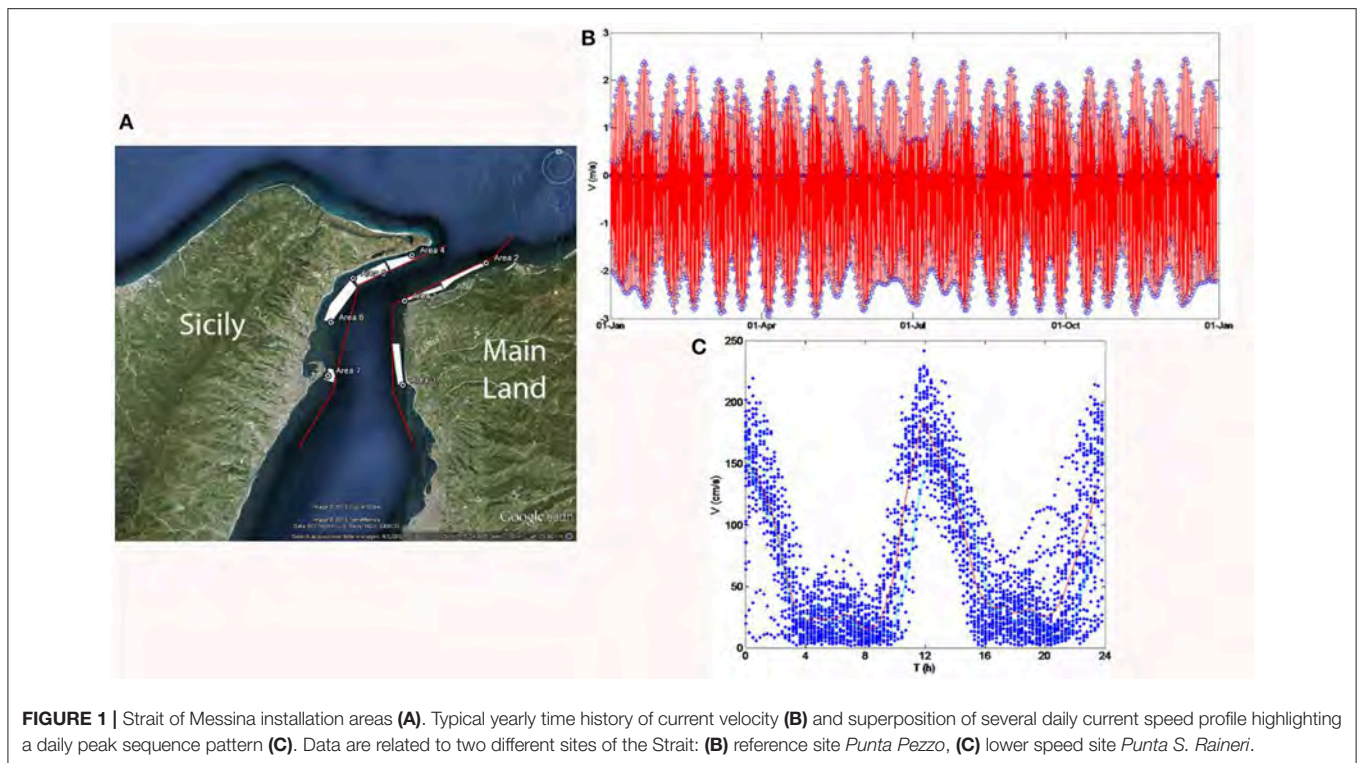 A
Area 4
Area 2
Area 6
Area 7
Sicily
Main
Land
Google earth
B
V (m/s)
3
2
1
0
-1
-2
-3
01-Jan
01-Apr
01-Jul
01-Oct
01-Jan
C
V (cm/s)
250
200
150
100
50
0
0
4
8
12
16
20
24
T (h)
FIGURE 1 | Strait of Messina installation areas (A). Typical yearly time history of current velocity (B) and superposition of several daily current speed profile highlighting
a daily peak sequence pattern (C). Data are related to two different sites of the Strait: (B) reference site Punta Pezzo, (C) lower speed site Punta S. Raineri.